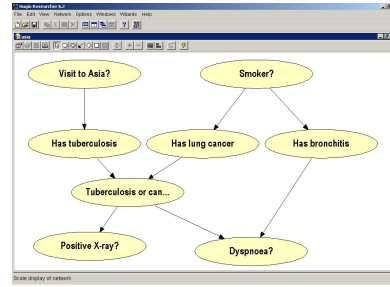 Hugin Researcher 6.2
File Edit View Network Options Windows Wizards Help
asia
Visit to Asia?
Smoker?
Has tuberculosis
Has lung cancer
Has bronchitis
Tuberculosis or can...
Positive X-ray?
Dyspnoea?
Scale display of network